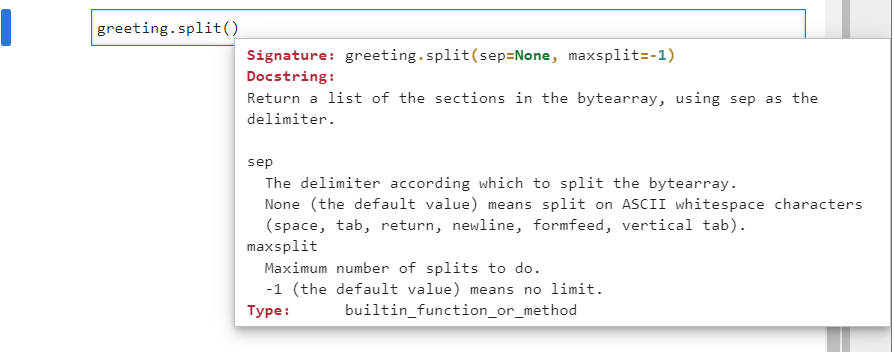 greeting.split()
Signature: greeting.split(sep=None, maxsplit=-1)
Docstring:
Return a list of the sections in the bytearray, using sep as the
delimiter.
sep
The delimiter according which to split the bytearray.
None (the default value) means split on ASCII whitespace characters
(space, tab, return, newline, formfeed, vertical tab).
maxsplit
Maximum number of splits to do.
-1 (the default value) means no limit.
Type: builtin_function_or_method